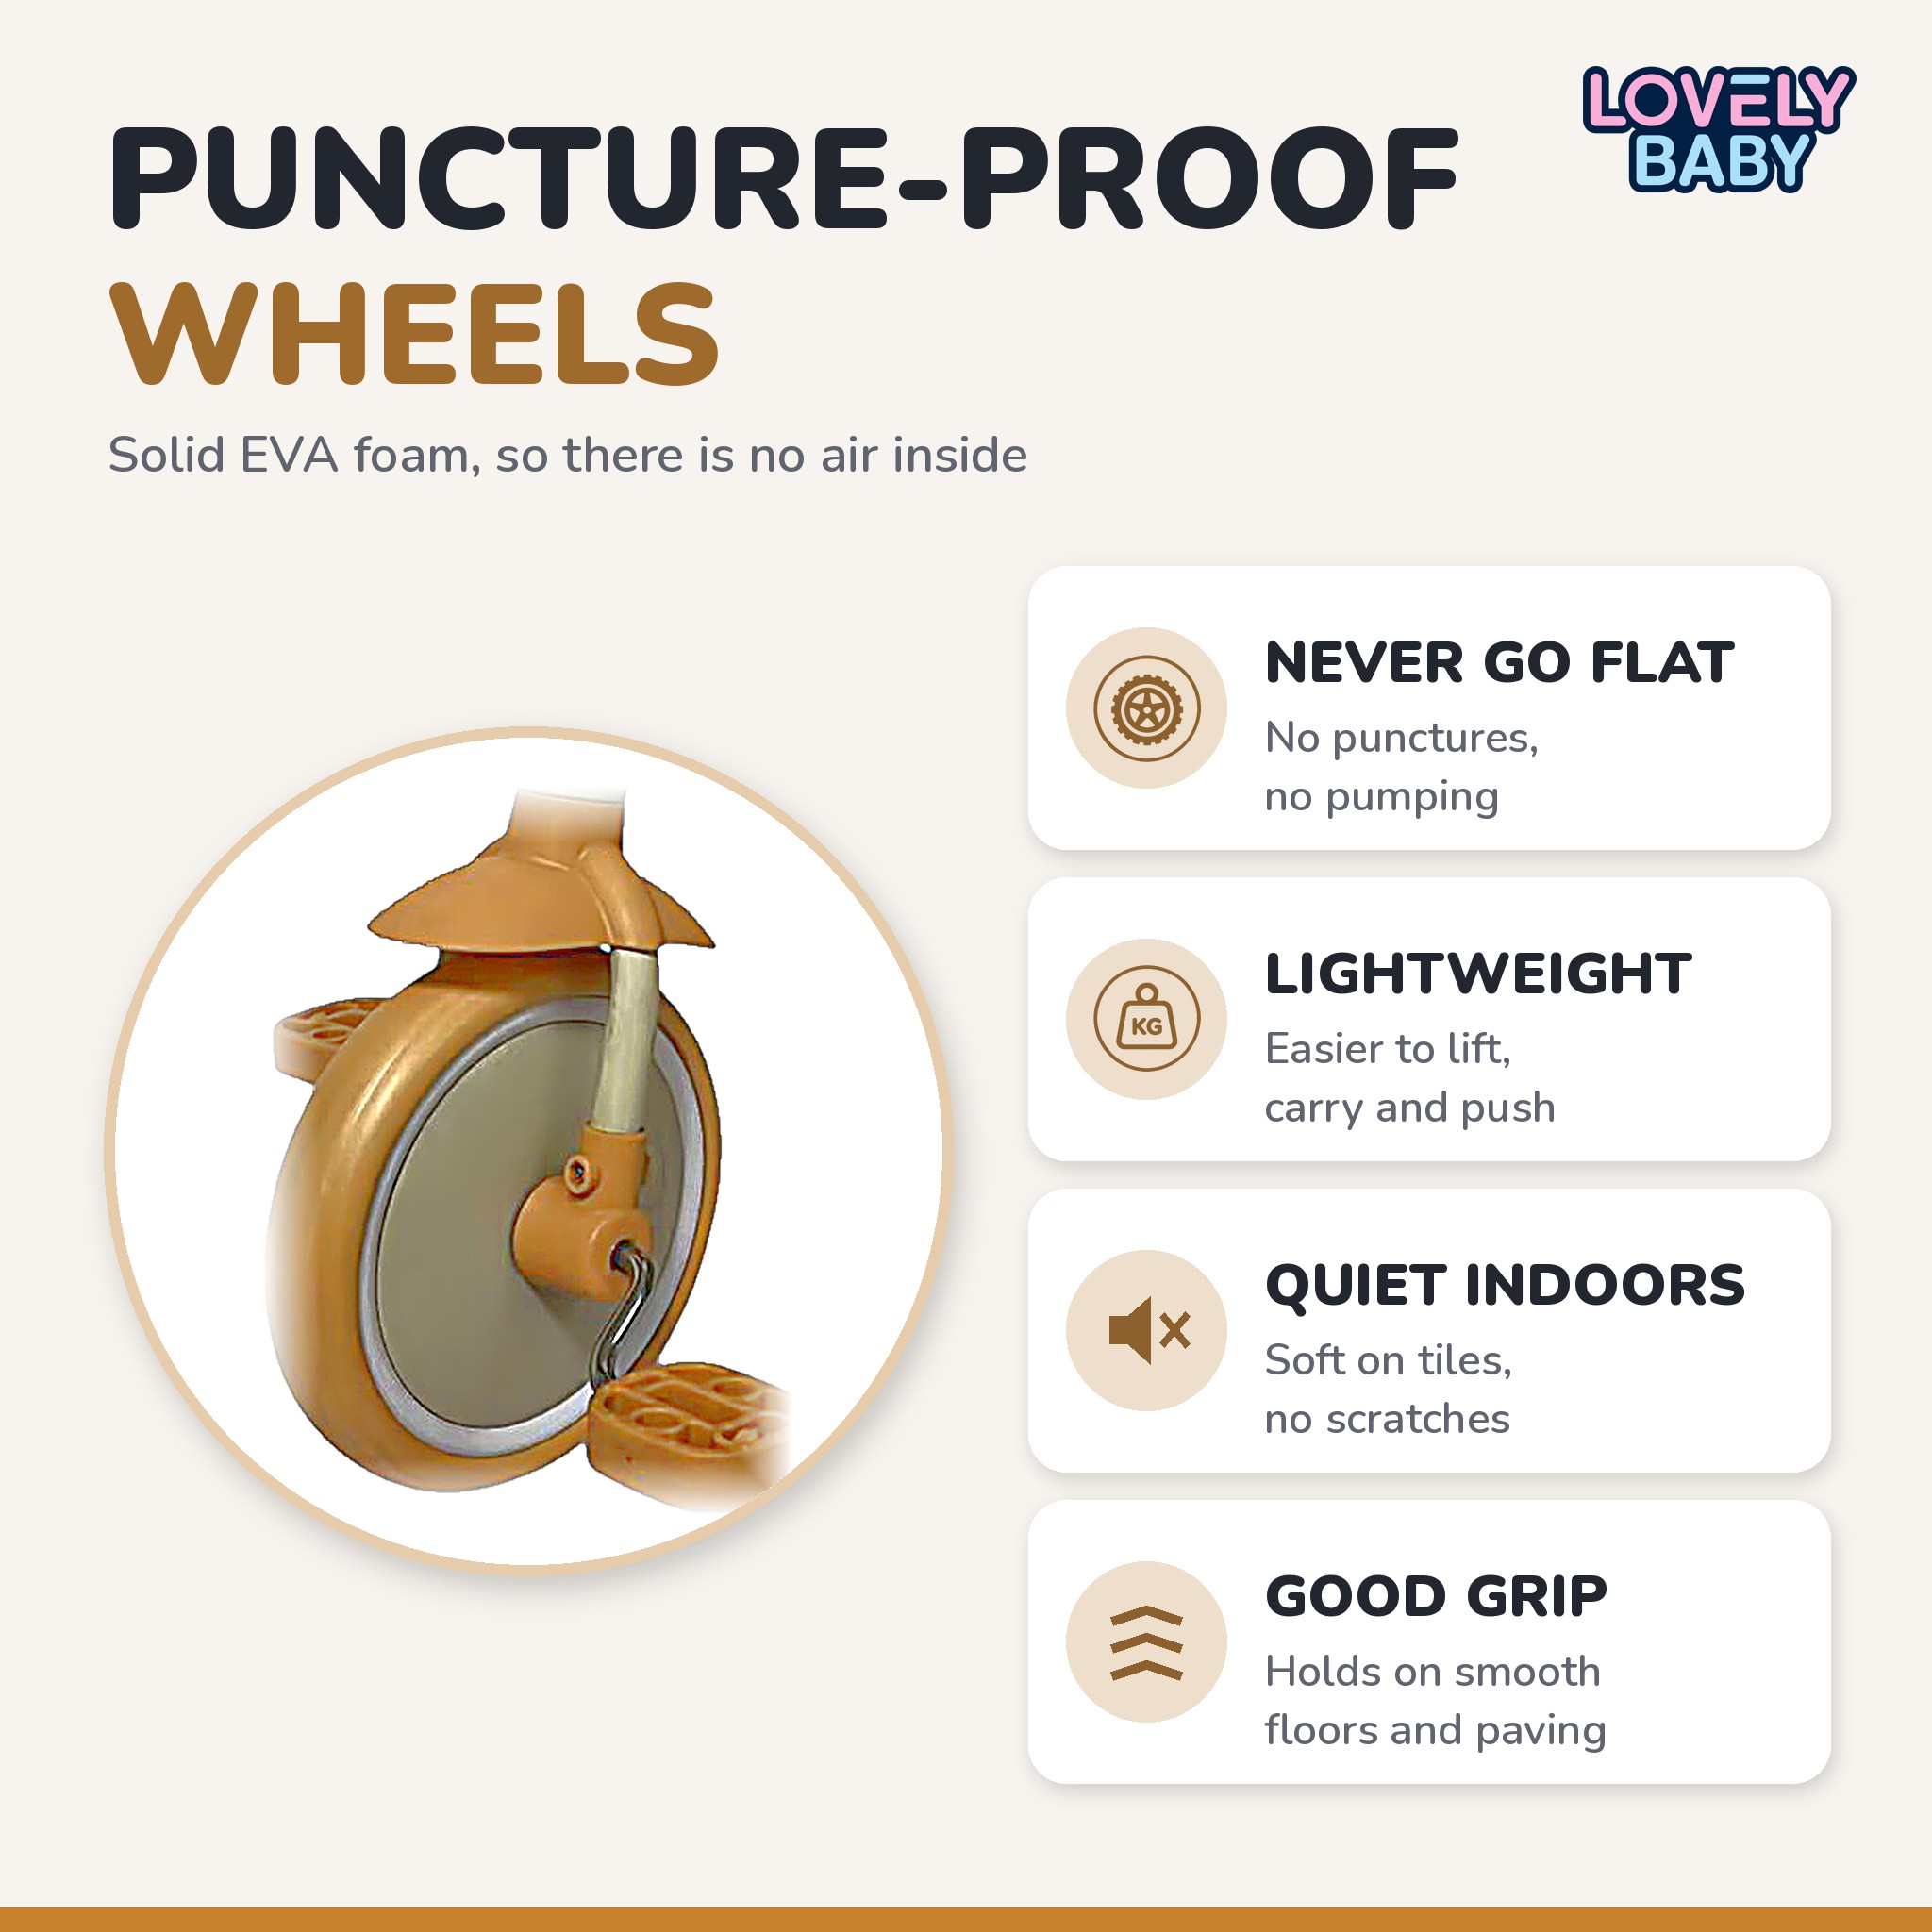 LOVELY
BABY
PUNCTURE-PROOF
WHEELS
Solid EVA foam, so there is no air inside
NEVER GO FLAT
No punctures,
no pumping
KG
LIGHTWEIGHT
Easier to lift,
carry and push
QUIET INDOORS
Soft on tiles,
no scratches
GOOD GRIP
Holds on smooth
floors and paving